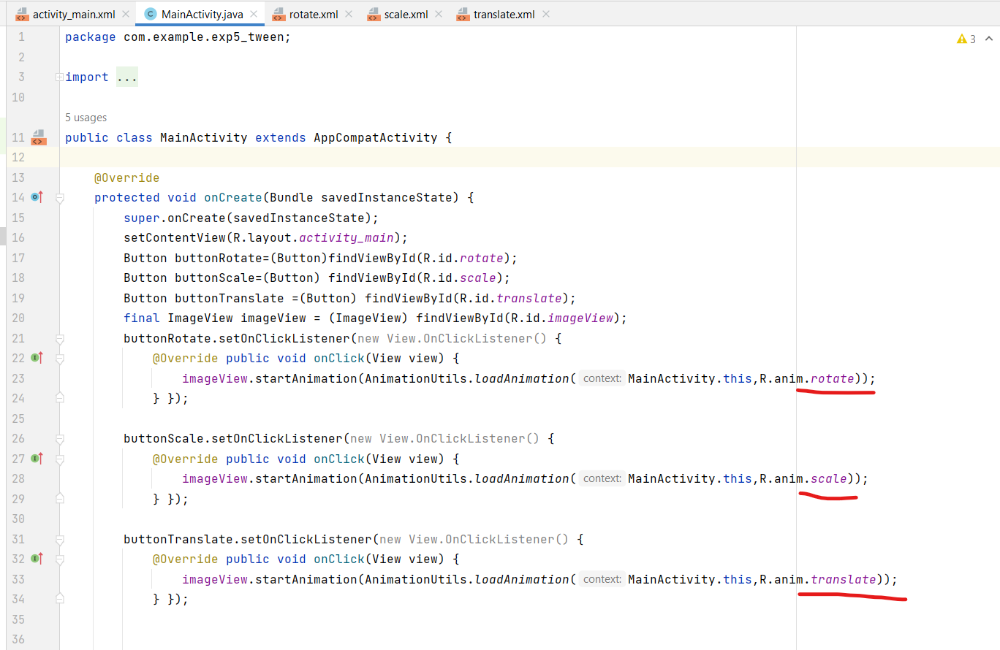 activity_main.xml MainActivity.java rotate.xml scale.xml translate.xml
1 package com.example.exp5_tween;
3
2
3 import ...
10
5 usages
11 public class MainActivity extends AppCompatActivity {
12
13 @Override
14 protected void onCreate(Bundle savedInstanceState) {
15 super.onCreate(savedInstanceState);
16 setContentView(R.layout.activity_main);
17 Button buttonRotate=(Button)findViewById(R.id.rotate);
18 Button buttonScale=(Button) findViewById(R.id.scale);
19 Button buttonTranslate =(Button) findViewById(R.id.translate);
20 final ImageView imageView = (ImageView) findViewById(R.id.imageView);
21 buttonRotate.setOnClickListener(new View.OnClickListener() {
22 @Override public void onClick(View view) {
23 imageView.startAnimation(AnimationUtils.loadAnimation( context: MainActivity.this,R.anim.rotate));
24 } });
25
26 buttonScale.setOnClickListener(new View.OnClickListener() {
27 @Override public void onClick(View view) {
28 imageView.startAnimation(AnimationUtils.loadAnimation( context: MainActivity.this,R.anim.scale));
29 } });
30
31 buttonTranslate.setOnClickListener(new View.OnClickListener() {
32 @Override public void onClick(View view) {
33 imageView.startAnimation(AnimationUtils.loadAnimation( context: MainActivity.this,R.anim.translate));
34 } });
35
36